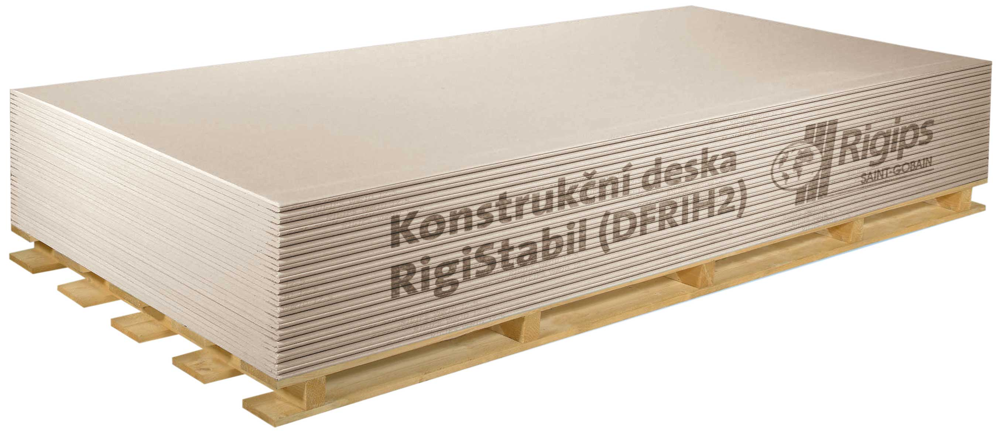 Konstrukční deska
RigiStabil (DFRIH2)
Rigips
SAINT-GOBAIN